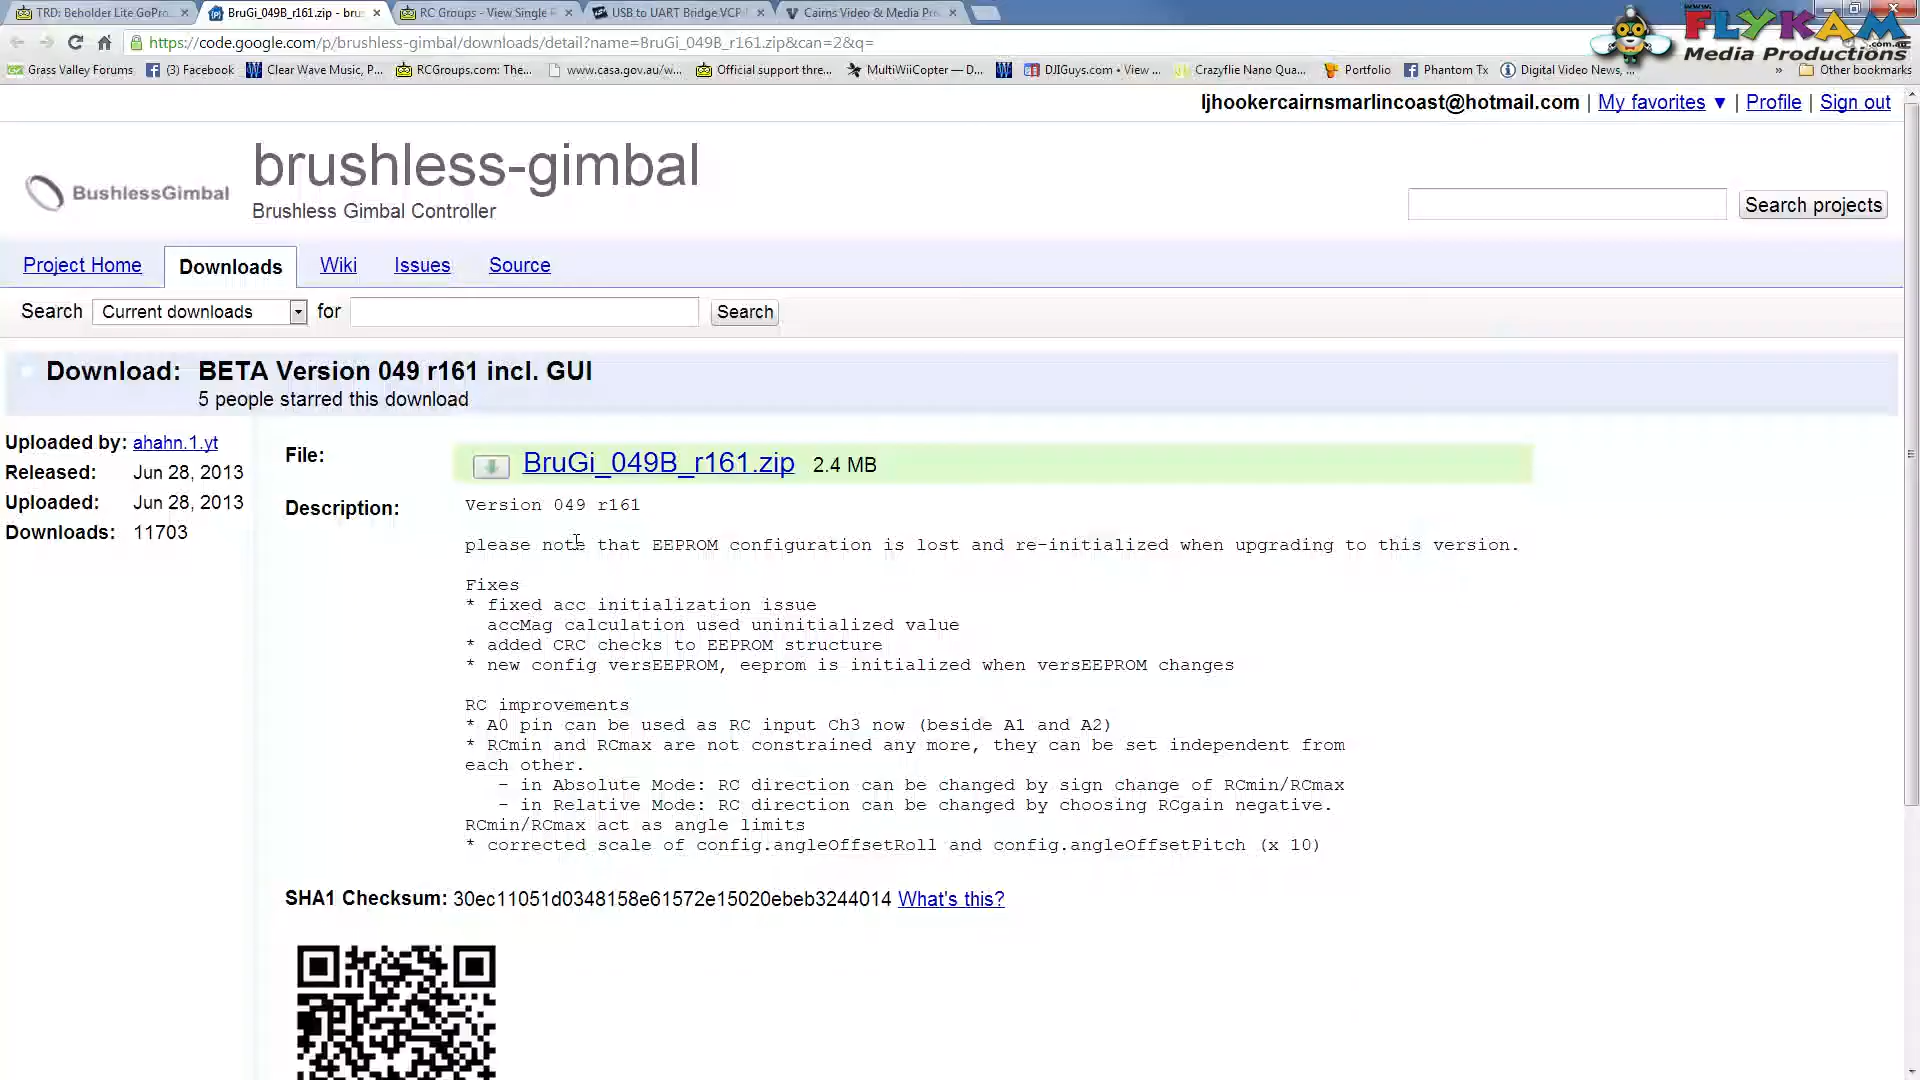 TRD: Beholder Lite GoPro
BruGi_049B_r161.zip - brus
RC Groups - View Single
USB to UART Bridge VCP
Cairns Video & Media Pro
https://code.google.com/p/brushless-gimbal/downloads/detail?name=BruGi_049B_r161.zip&can=2&q=
www.
FLYKAM
.com.au
Media Productions
Grass Valley Forums
(3) Facebook
Clear Wave Music, P...
RCGroups.com: The...
www.casa.gov.au/w...
Official support thre...
MultiWiiCopter — D...
DJIGuys.com • View ...
Crazyflie Nano Qua...
Portfolio
Phantom Tx
Digital Video News, ...
»
Other bookmarks
ljhookercairnsmarlincoast@hotmail.com | My favorites ▼ | Profile | Sign out
BushlessGimbal
brushless-gimbal
Brushless Gimbal Controller
Search projects
Project Home
Downloads
Wiki
Issues
Source
Search Current downloads for Search
Download: BETA Version 049 r161 incl. GUI
5 people starred this download
Uploaded by: ahahn.1.yt
Released: Jun 28, 2013
Uploaded: Jun 28, 2013
Downloads: 11703
File: BruGi_049B_r161.zip 2.4 MB
Description:
Version 049 r161
please note that EEPROM configuration is lost and re-initialized when upgrading to this version.
Fixes
* fixed acc initialization issue
accMag calculation used uninitialized value
* added CRC checks to EEPROM structure
* new config versEEPROM, eeprom is initialized when versEEPROM changes
RC improvements
* A0 pin can be used as RC input Ch3 now (beside A1 and A2)
* RCmin and RCmax are not constrained any more, they can be set independent from
each other.
- in Absolute Mode: RC direction can be changed by sign change of RCmin/RCmax
- in Relative Mode: RC direction can be changed by choosing RCgain negative.
RCmin/RCmax act as angle limits
* corrected scale of config.angleOffsetRoll and config.angleOffsetPitch (x 10)
SHA1 Checksum: 30ec11051d0348158e61572e15020ebeb3244014 What's this?